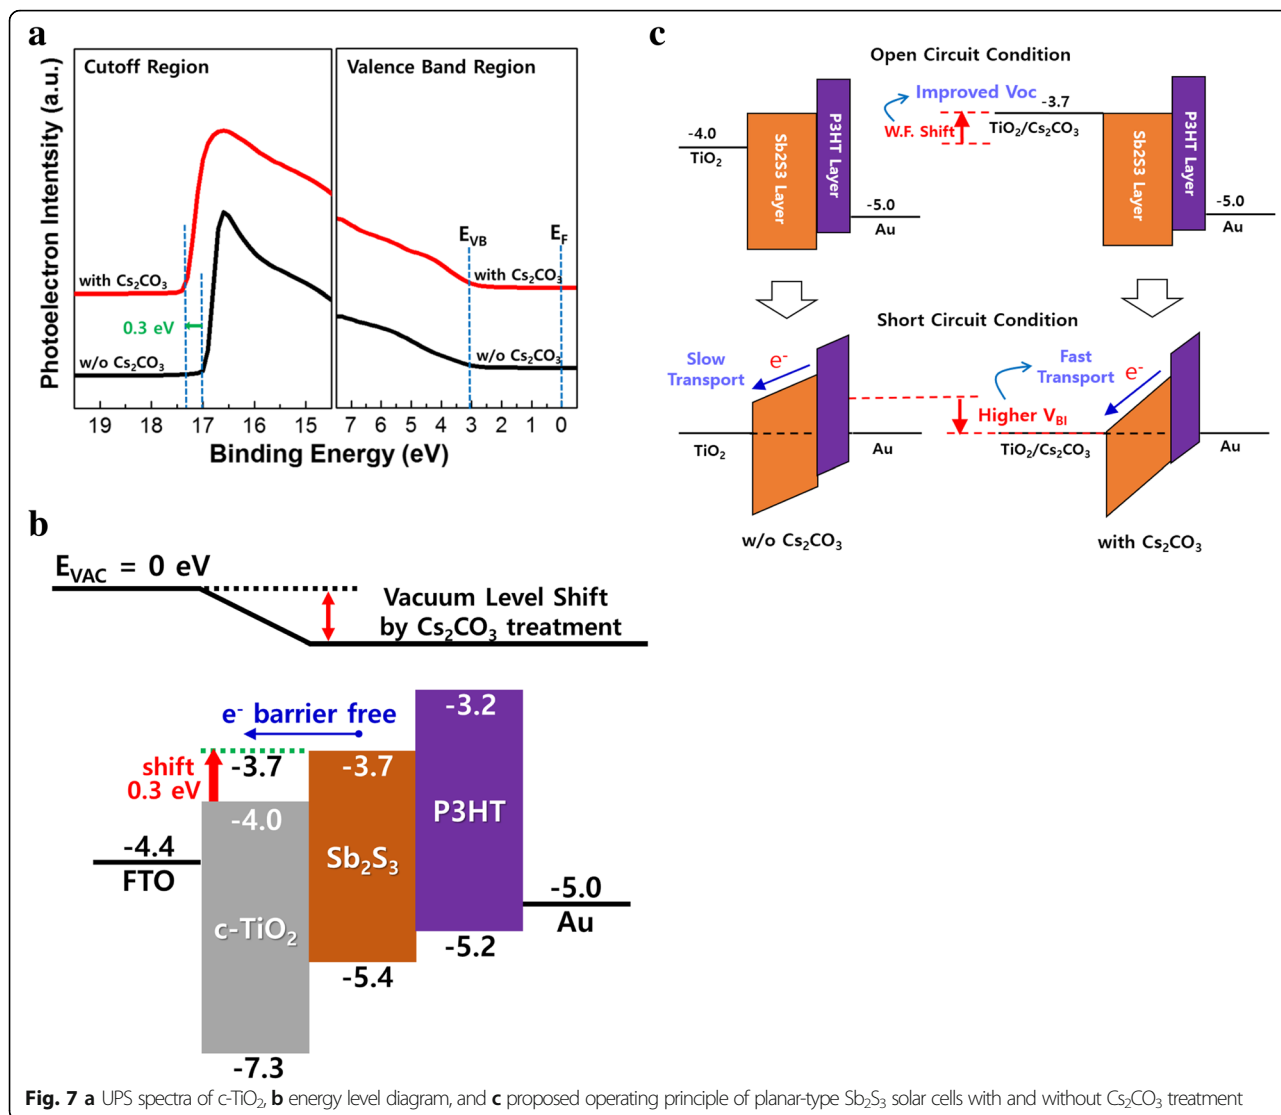 a
Cutoff Region
Valence Band Region
Photoelectron Intensity (a.u.)
with Cs₂CO₃
0.3 eV
w/o Cs₂CO₃
E_VB
E_F
with Cs₂CO₃
w/o Cs₂CO₃
19 18 17 16 15 7 6 5 4 3 2 1 0
Binding Energy (eV)
b
E_VAC = 0 eV
Vacuum Level Shift
by Cs₂CO₃ treatment
e⁻ barrier free
shift
0.3 eV
-3.7
-4.0
c-TiO₂
-7.3
-4.4
FTO
-3.7
Sb₂S₃
-5.4
-3.2
P3HT
-5.2
-5.0
Au
c
Open Circuit Condition
-4.0
TiO₂
Sb2S3 Layer
P3HT Layer
-5.0
Au
Improved Voc
W.F. Shift
-3.7
TiO₂/Cs₂CO₃
Sb2S3 Layer
P3HT Layer
-5.0
Au
Short Circuit Condition
Slow
Transport
e⁻
TiO₂
Au
w/o Cs₂CO₃
Fast
Transport
e⁻
Higher V_BI
TiO₂/Cs₂CO₃
Au
with Cs₂CO₃
Fig. 7 a UPS spectra of c-TiO₂, b energy level diagram, and c proposed operating principle of planar-type Sb₂S₃ solar cells with and without Cs₂CO₃ treatment